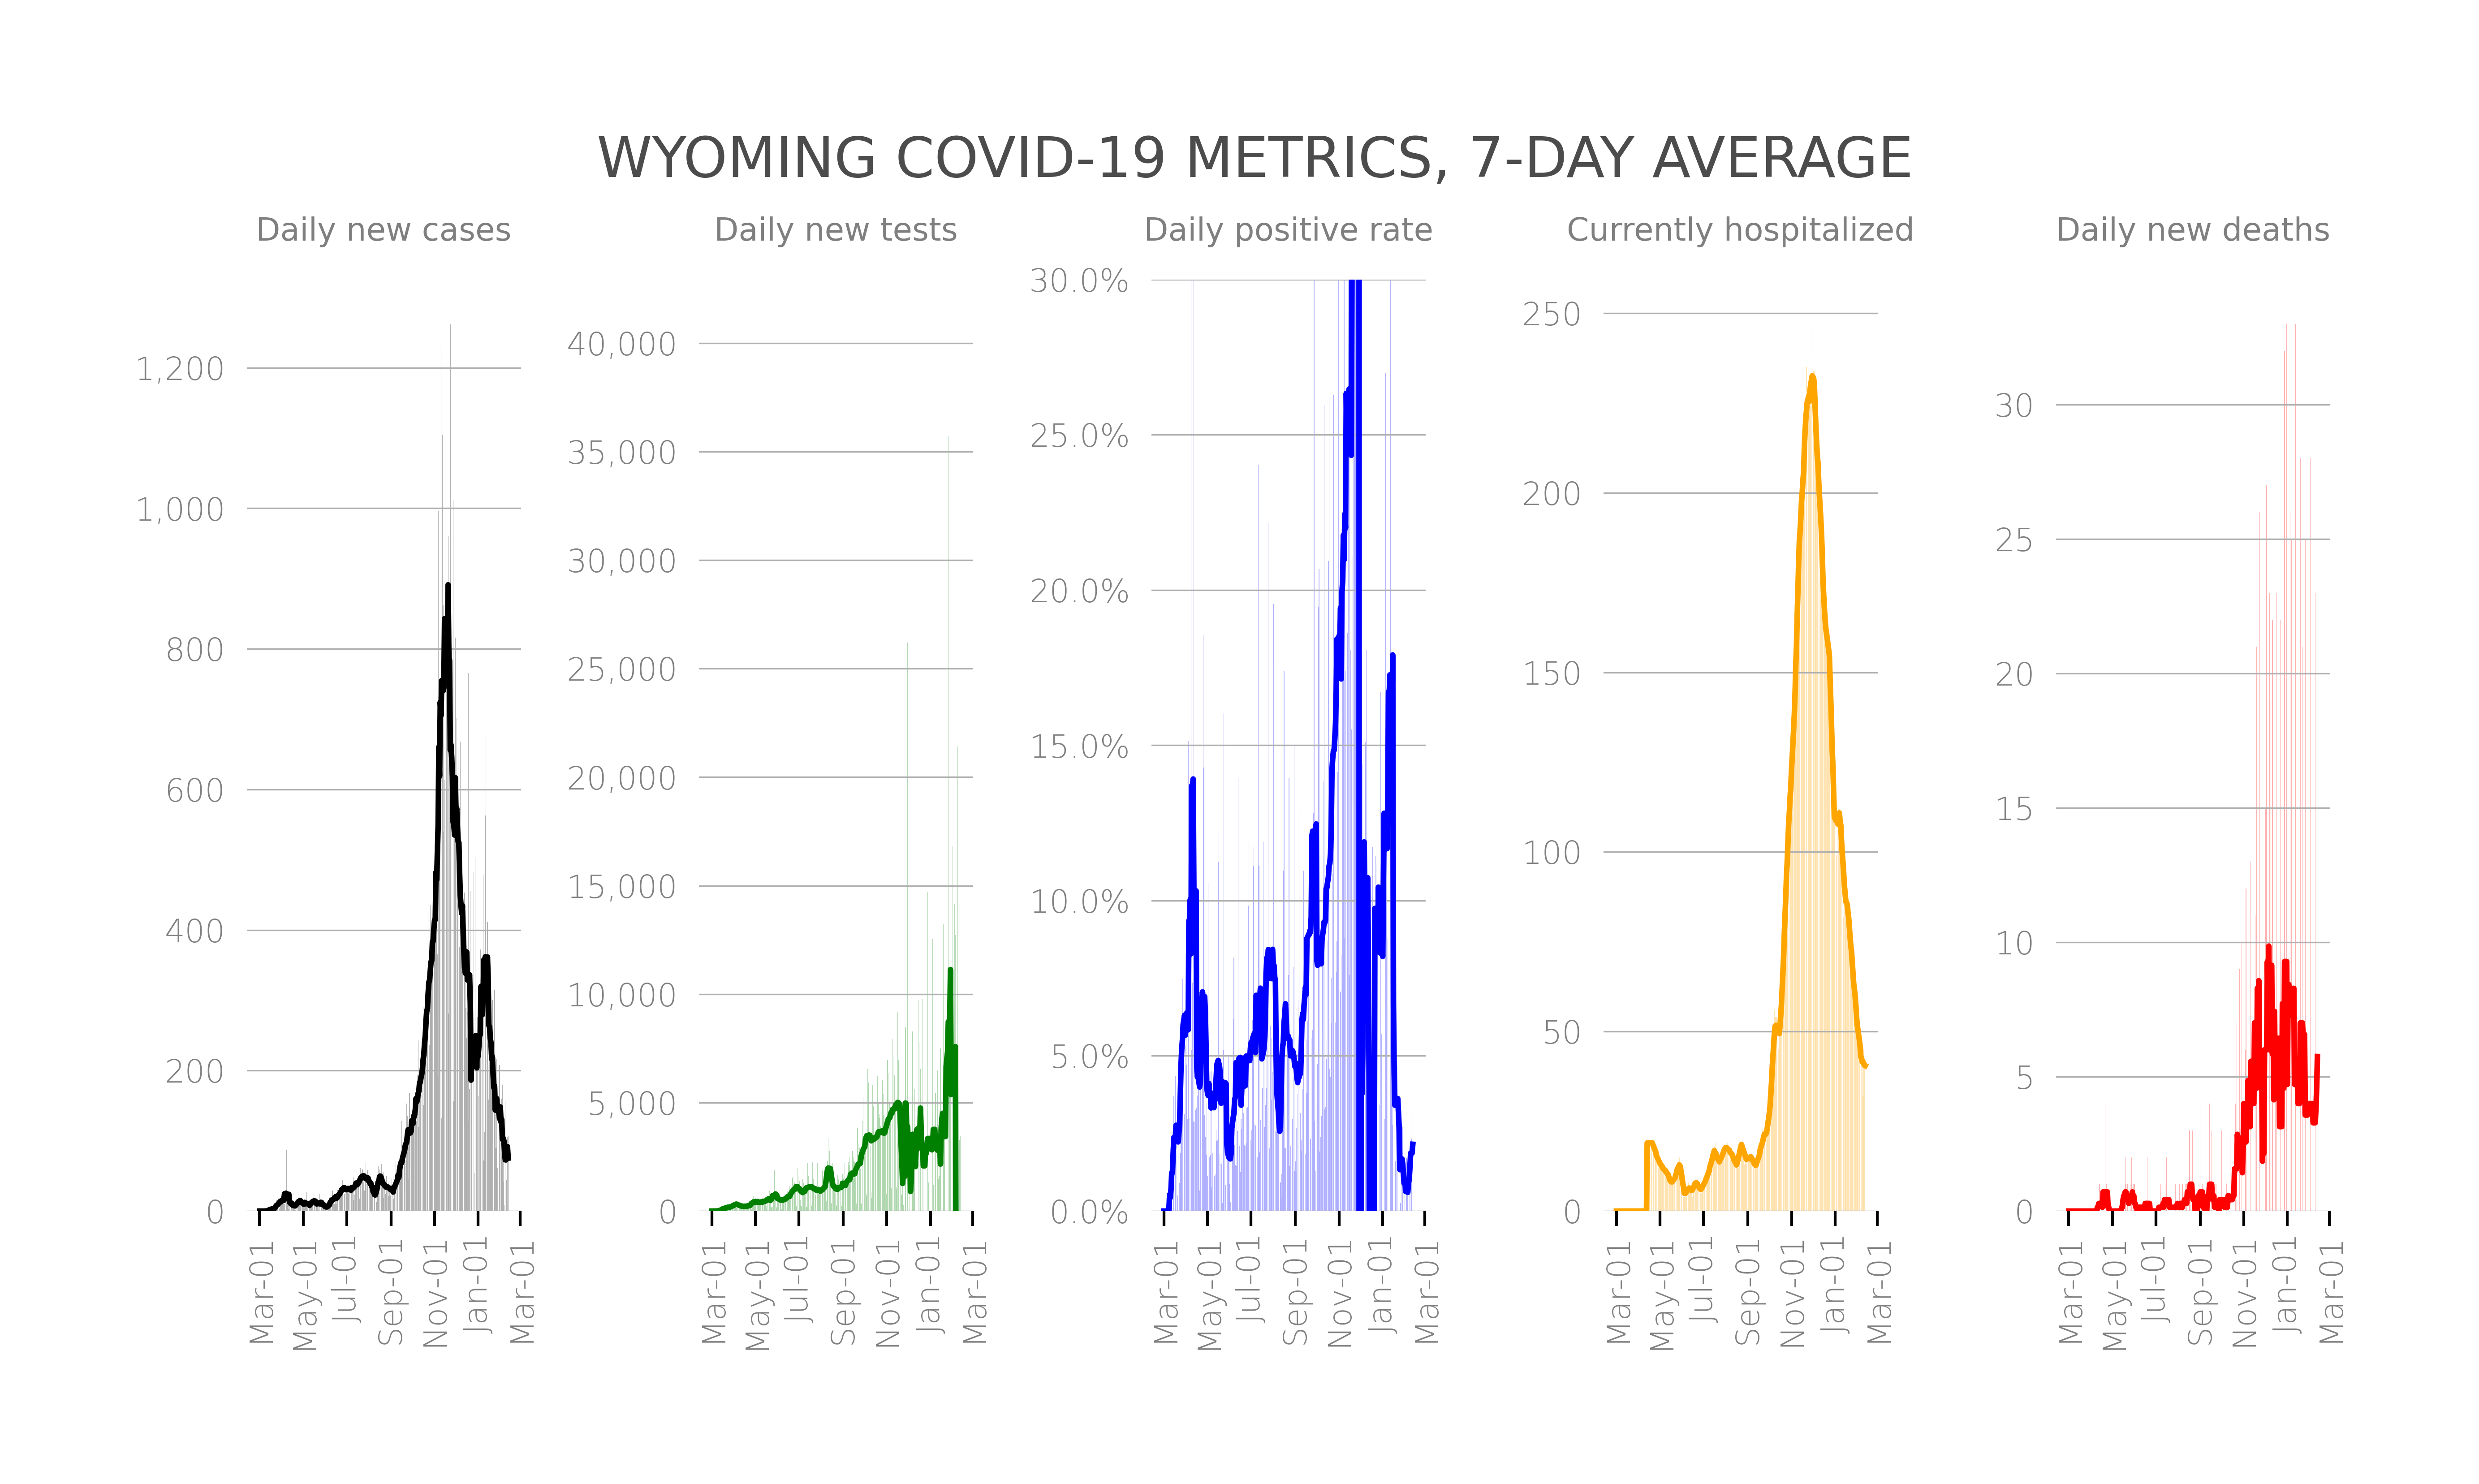 WYOMING COVID-19 METRICS, 7-DAY AVERAGE
Daily new cases
1,200
1,000
800
600
400
200
0
Mar-01
May-01
Jul-01
Sep-01
Nov-01
Jan-01
Mar-01
Daily new tests
40,000
35,000
30,000
25,000
20,000
15,000
10,000
5,000
0
Mar-01
May-01
Jul-01
Sep-01
Nov-01
Jan-01
Mar-01
Daily positive rate
30.0%
25.0%
20.0%
15.0%
10.0%
5.0%
0.0%
Mar-01
May-01
Jul-01
Sep-01
Nov-01
Jan-01
Mar-01
Currently hospitalized
250
200
150
100
50
0
Mar-01
May-01
Jul-01
Sep-01
Nov-01
Jan-01
Mar-01
Daily new deaths
30
25
20
15
10
5
0
Mar-01
May-01
Jul-01
Sep-01
Nov-01
Jan-01
Mar-01